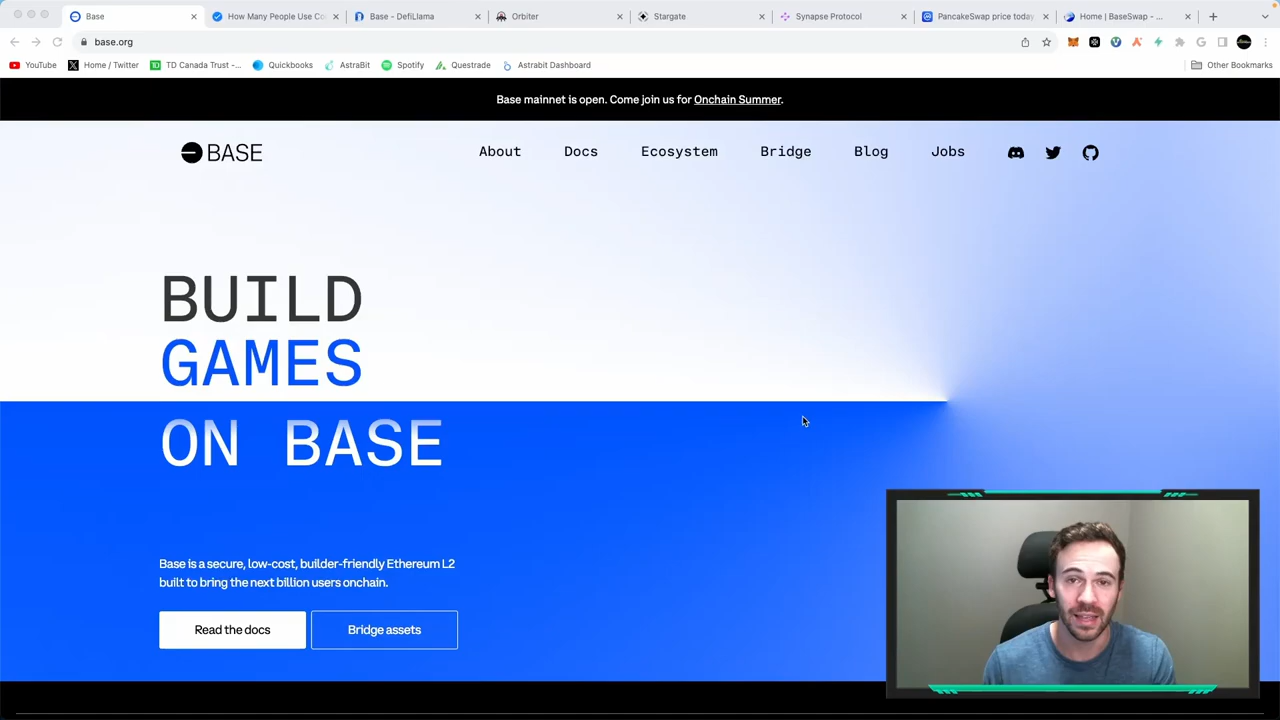 Base
How Many People Use Co
Base - DefiLlama
Orbiter
Stargate
Synapse Protocol
PancakeSwap price today
Home | BaseSwap - ...
base.org
YouTube
Home / Twitter
TD Canada Trust -...
Quickbooks
AstraBit
Spotify
Questrade
Astrabit Dashboard
Other Bookmarks
Base mainnet is open. Come join us for Onchain Summer.
BASE
About
Docs
Ecosystem
Bridge
Blog
Jobs
BUILD
GAMES
ON BASE
Base is a secure, low-cost, builder-friendly Ethereum L2
built to bring the next billion users onchain.
Read the docs
Bridge assets